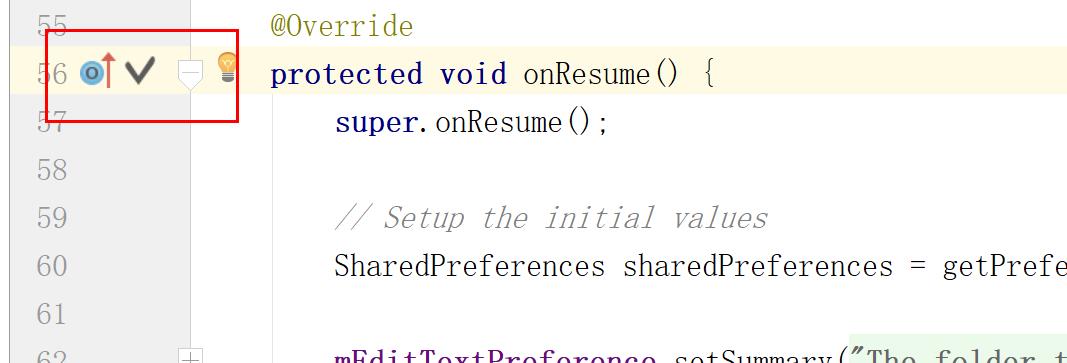 55 @Override
56 protected void onResume() {
57 super.onResume();
58
59 // Setup the initial values
60 SharedPreferences sharedPreferences = getPrefe
61
62 mEditTextPreference.setSummary("The folder t